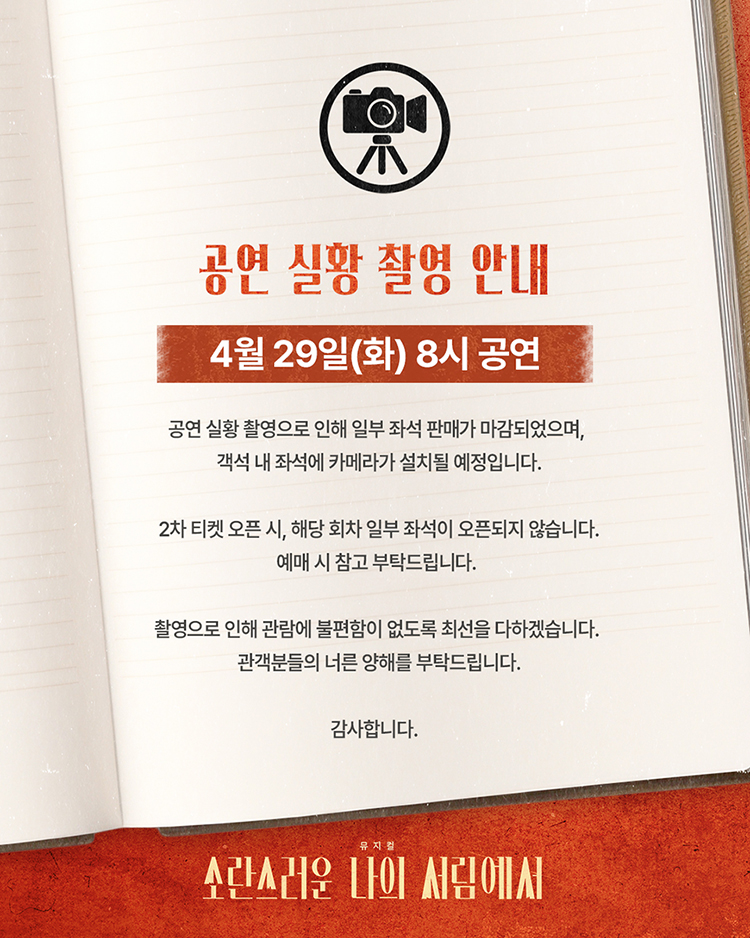 공연 실황 촬영 안내
4월 29일(화) 8시 공연
공연 실황 촬영으로 인해 일부 좌석 판매가 마감되었으며,
객석 내 좌석에 카메라가 설치될 예정입니다.
2차 티켓 오픈 시, 해당 회차 일부 좌석이 오픈되지 않습니다.
예매 시 참고 부탁드립니다.
촬영으로 인해 관람에 불편함이 없도록 최선을 다하겠습니다.
관객분들의 너른 양해를 부탁드립니다.
감사합니다.
뮤지컬
소란스러운 나의 서림에서